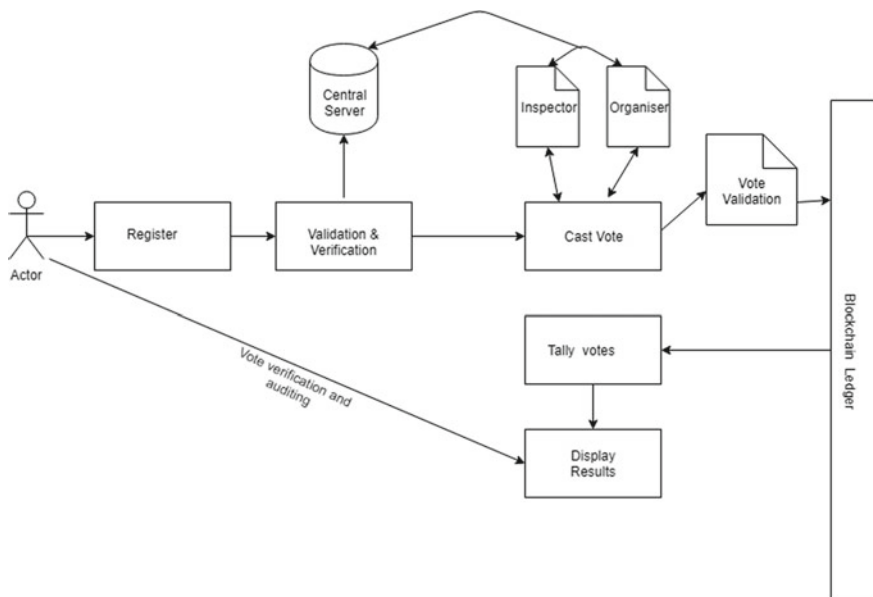 Central
Server
Inspector
Organiser
Vote
Validation
Register
Validation &
Verification
Cast Vote
Actor
Blockchain Ledger
Tally votes
Vote verification and
auditing
Display
Results